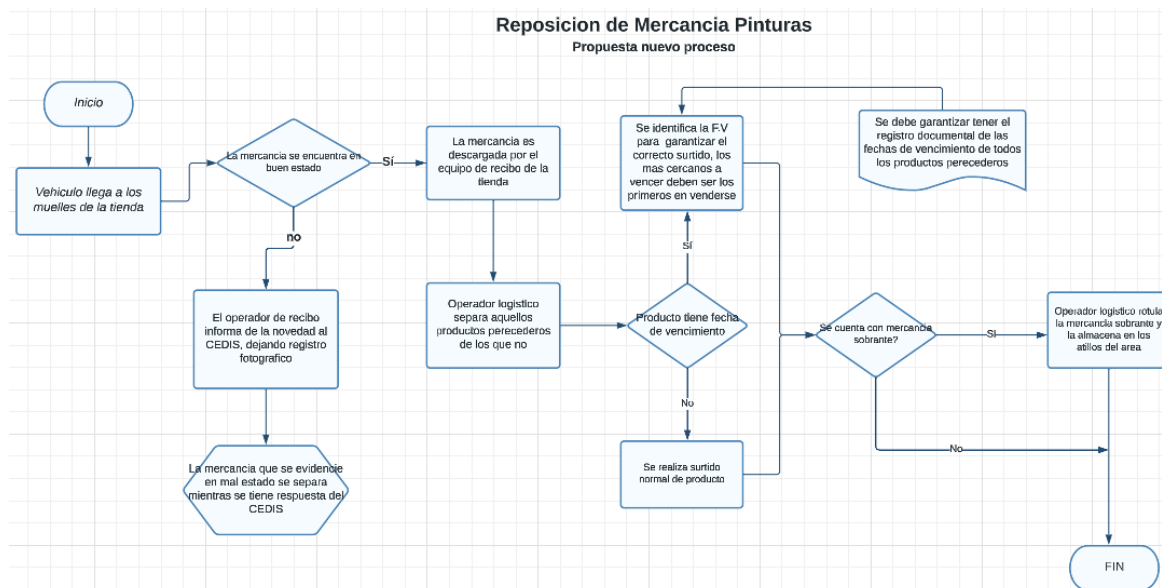 Reposicion de Mercancia Pinturas
Propuesta nuevo proceso
Inicio
Vehiculo llega a los
muelles de la tienda
La mercancia se encuentra en
buen estado
Sí
no
El operador de recibo
informa de la novedad al
CEDIS, dejando registro
fotografico
La mercancia que se evidencie
en mal estado se separa
mientras se tiene respuesta del
CEDIS
La mercancia es
descargada por el
equipo de recibo de la
tienda
Operador logistico
separa aquellos
productos perecederos
de los que no
Producto tiene fecha
de vencimiento
Sí
Se identifica la F.V
para garantizar el
correcto surtido, los
mas cercanos a
vencer deben ser los
primeros en venderse
Se debe garantizar tener el
registro documental de las
fechas de vencimiento de todos
los productos perecederos
No
Se realiza surtido
normal de producto
Se cuenta con mercancia
sobrante?
Si
Operador logistico rotula
la mercancia sobrante y
la almacena en los
atillos del area
No
FIN